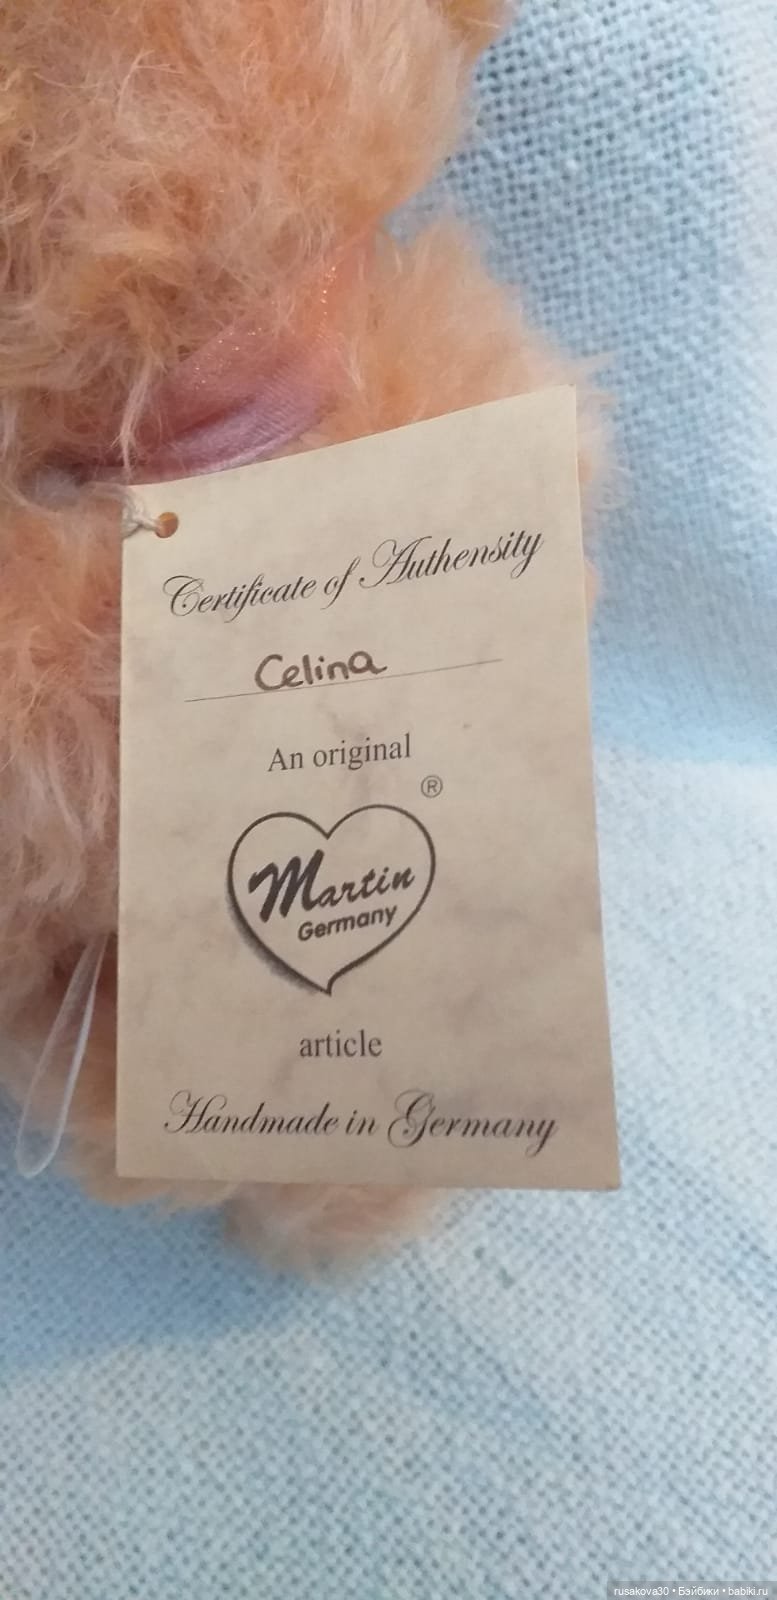 Certificate of Authensity
Celina
An original
®
Martin
Germany
article
Handmade in Germany
rusakova30 • Бэйбики • babiki.ru